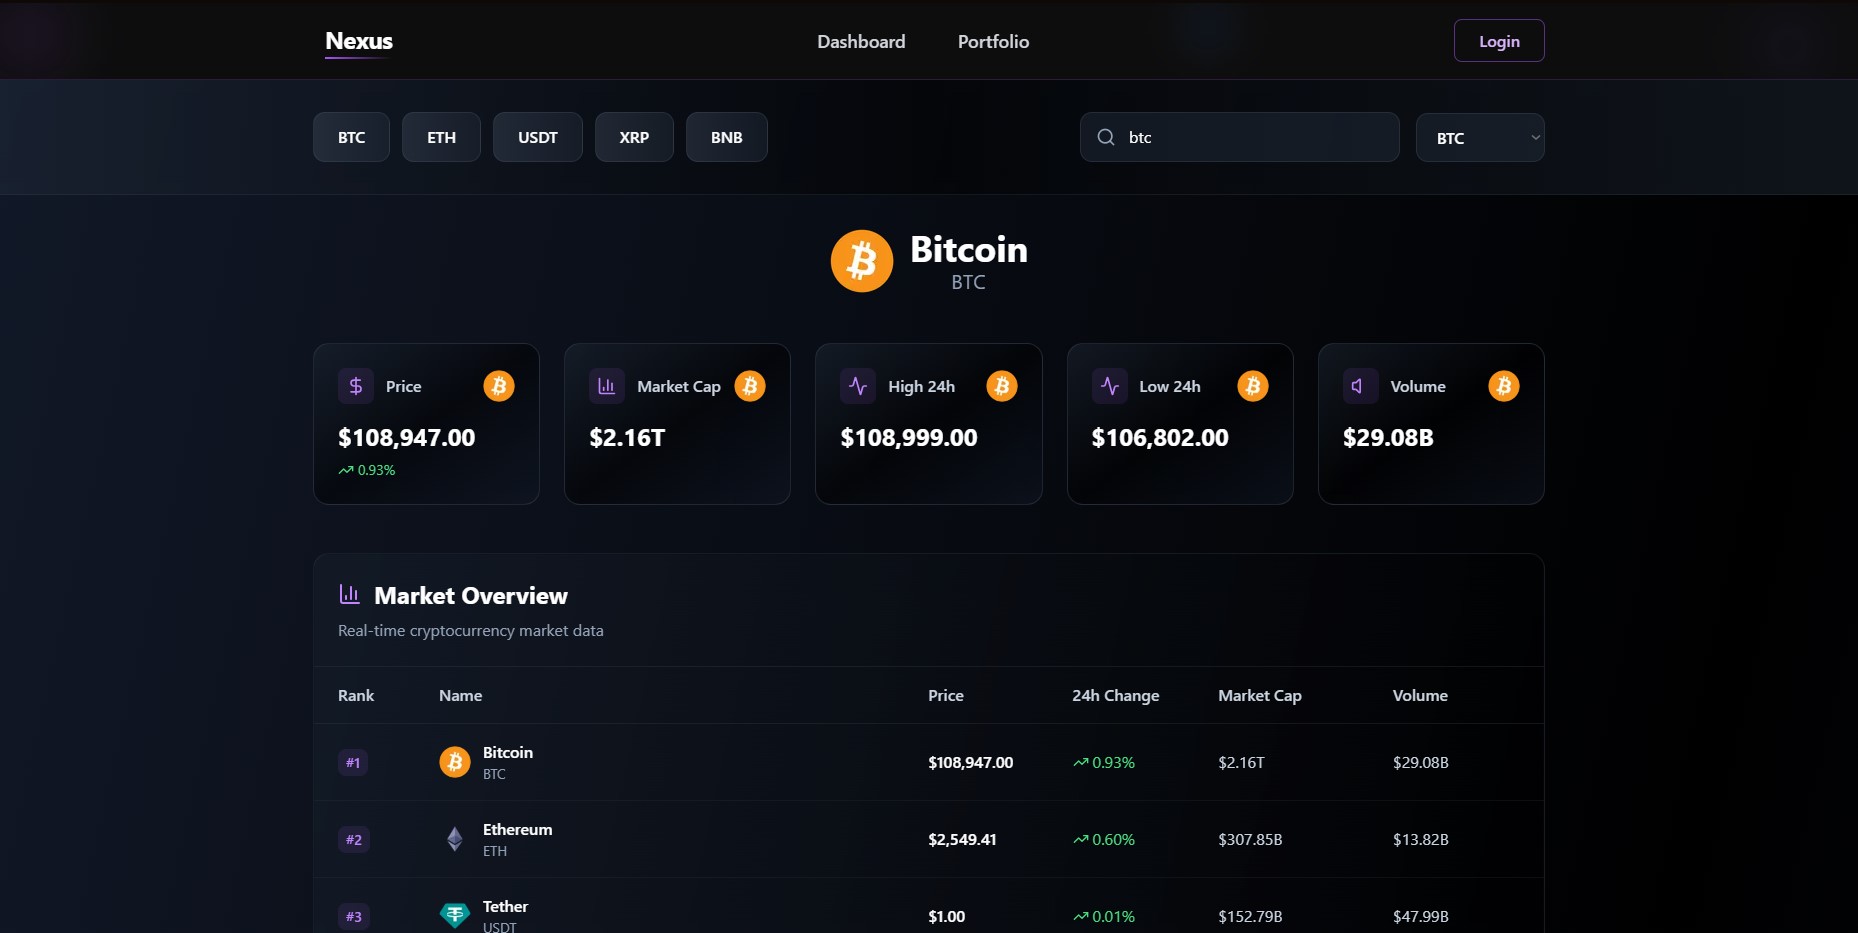 Nexus
Dashboard
Portfolio
Login
BTC
ETH
USDT
XRP
BNB
btc
BTC
Bitcoin
BTC
Price
$108,947.00
0.93%
Market Cap
$2.16T
High 24h
$108,999.00
Low 24h
$106,802.00
Volume
$29.08B
Market Overview
Real-time cryptocurrency market data
Rank Name Price 24h Change Market Cap Volume
#1 Bitcoin BTC $108,947.00 0.93% $2.16T $29.08B
#2 Ethereum ETH $2,549.41 0.60% $307.85B $13.82B
#3 Tether USDT $1.00 0.01% $152.79B $47.99B